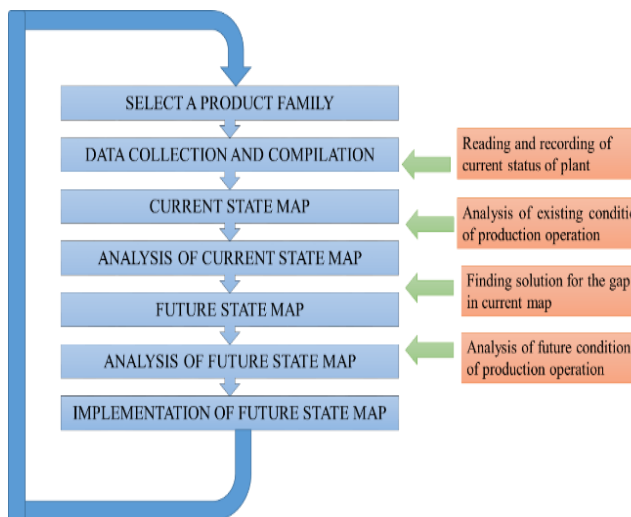 SELECT A PRODUCT FAMILY
DATA COLLECTION AND COMPILATION
CURRENT STATE MAP
ANALYSIS OF CURRENT STATE MAP
FUTURE STATE MAP
ANALYSIS OF FUTURE STATE MAP
IMPLEMENTATION OF FUTURE STATE MAP
Reading and recording of
current status of plant
Analysis of existing conditi
of production operation
Finding solution for the gap
in current map
Analysis of future condition
of production operation